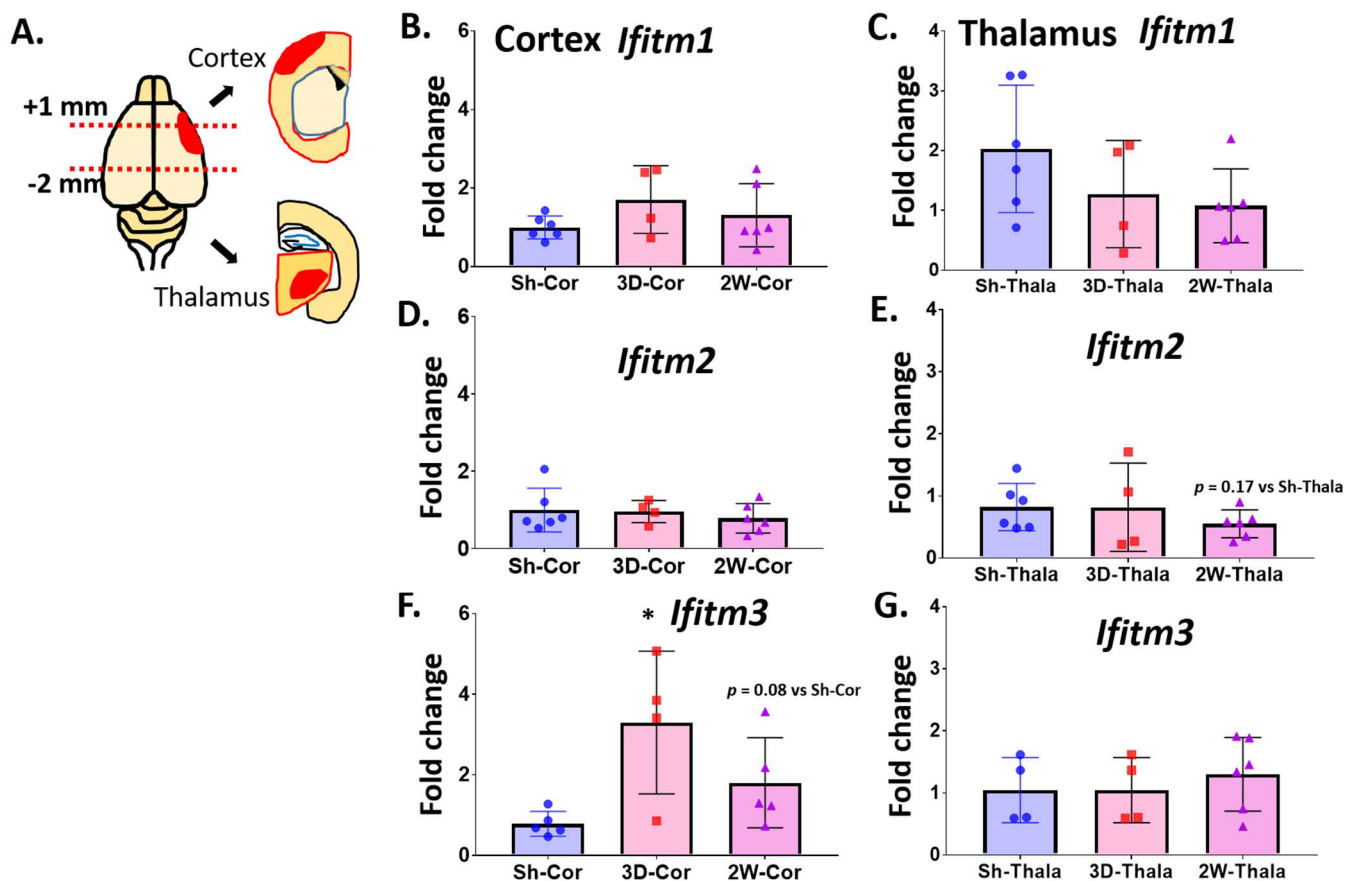 A.
Cortex
+1 mm
-2 mm
Thalamus
B.
Cortex Ifitm1
Fold change
6
4
2
0
Sh-Cor 3D-Cor 2W-Cor
C.
Thalamus Ifitm1
Fold change
4
3
2
1
0
Sh-Thala 3D-Thala 2W-Thala
D.
Ifitm2
Fold change
6
4
2
0
Sh-Cor 3D-Cor 2W-Cor
E.
Ifitm2
Fold change
4
3
2
1
0
p = 0.17 vs Sh-Thala
Sh-Thala 3D-Thala 2W-Thala
F.
* Ifitm3
Fold change
6
4
2
0
p = 0.08 vs Sh-Cor
Sh-Cor 3D-Cor 2W-Cor
G.
Ifitm3
Fold change
4
3
2
1
0
Sh-Thala 3D-Thala 2W-Thala